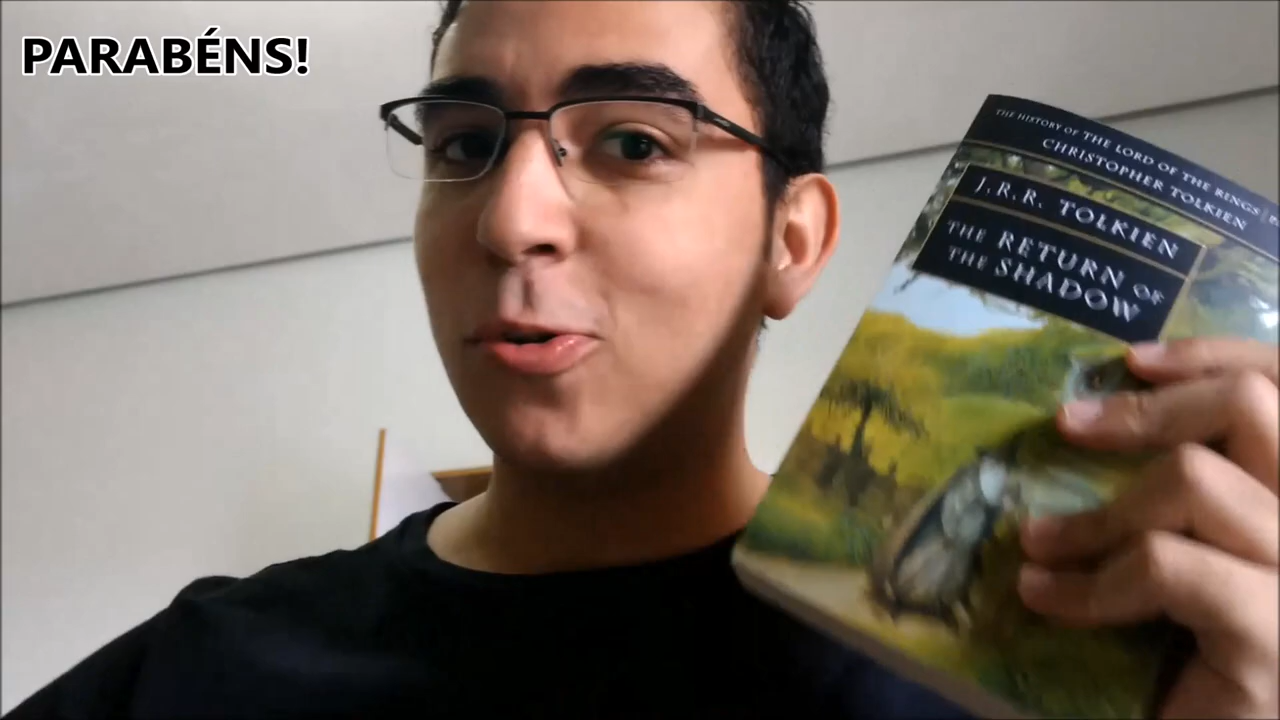 PARABÉNS!
THE HISTORY OF THE LORD OF THE RINGS
CHRISTOPHER TOLKIEN
J.R.R. TOLKIEN
THE RETURN OF
THE SHADOW